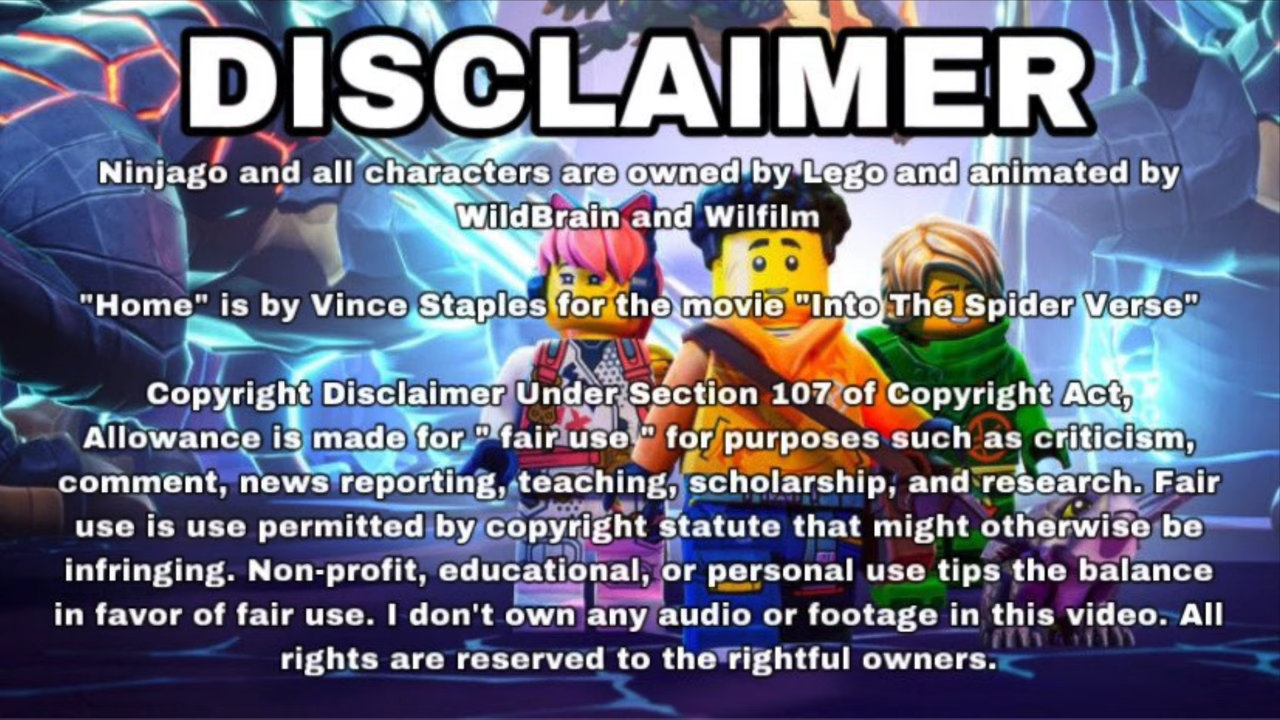 DISCLAIMER
Ninjago and all characters are owned by Lego and animated by
WildBrain and Wilfilm
"Home" is by Vince Staples for the movie "Into The Spider Verse"
Copyright Disclaimer Under Section 107 of Copyright Act,
Allowance is made for " fair use " for purposes such as criticism,
comment, news reporting, teaching, scholarship, and research. Fair
use is use permitted by copyright statute that might otherwise be
infringing. Non-profit, educational, or personal use tips the balance
in favor of fair use. I don't own any audio or footage in this video. All
rights are reserved to the rightful owners.